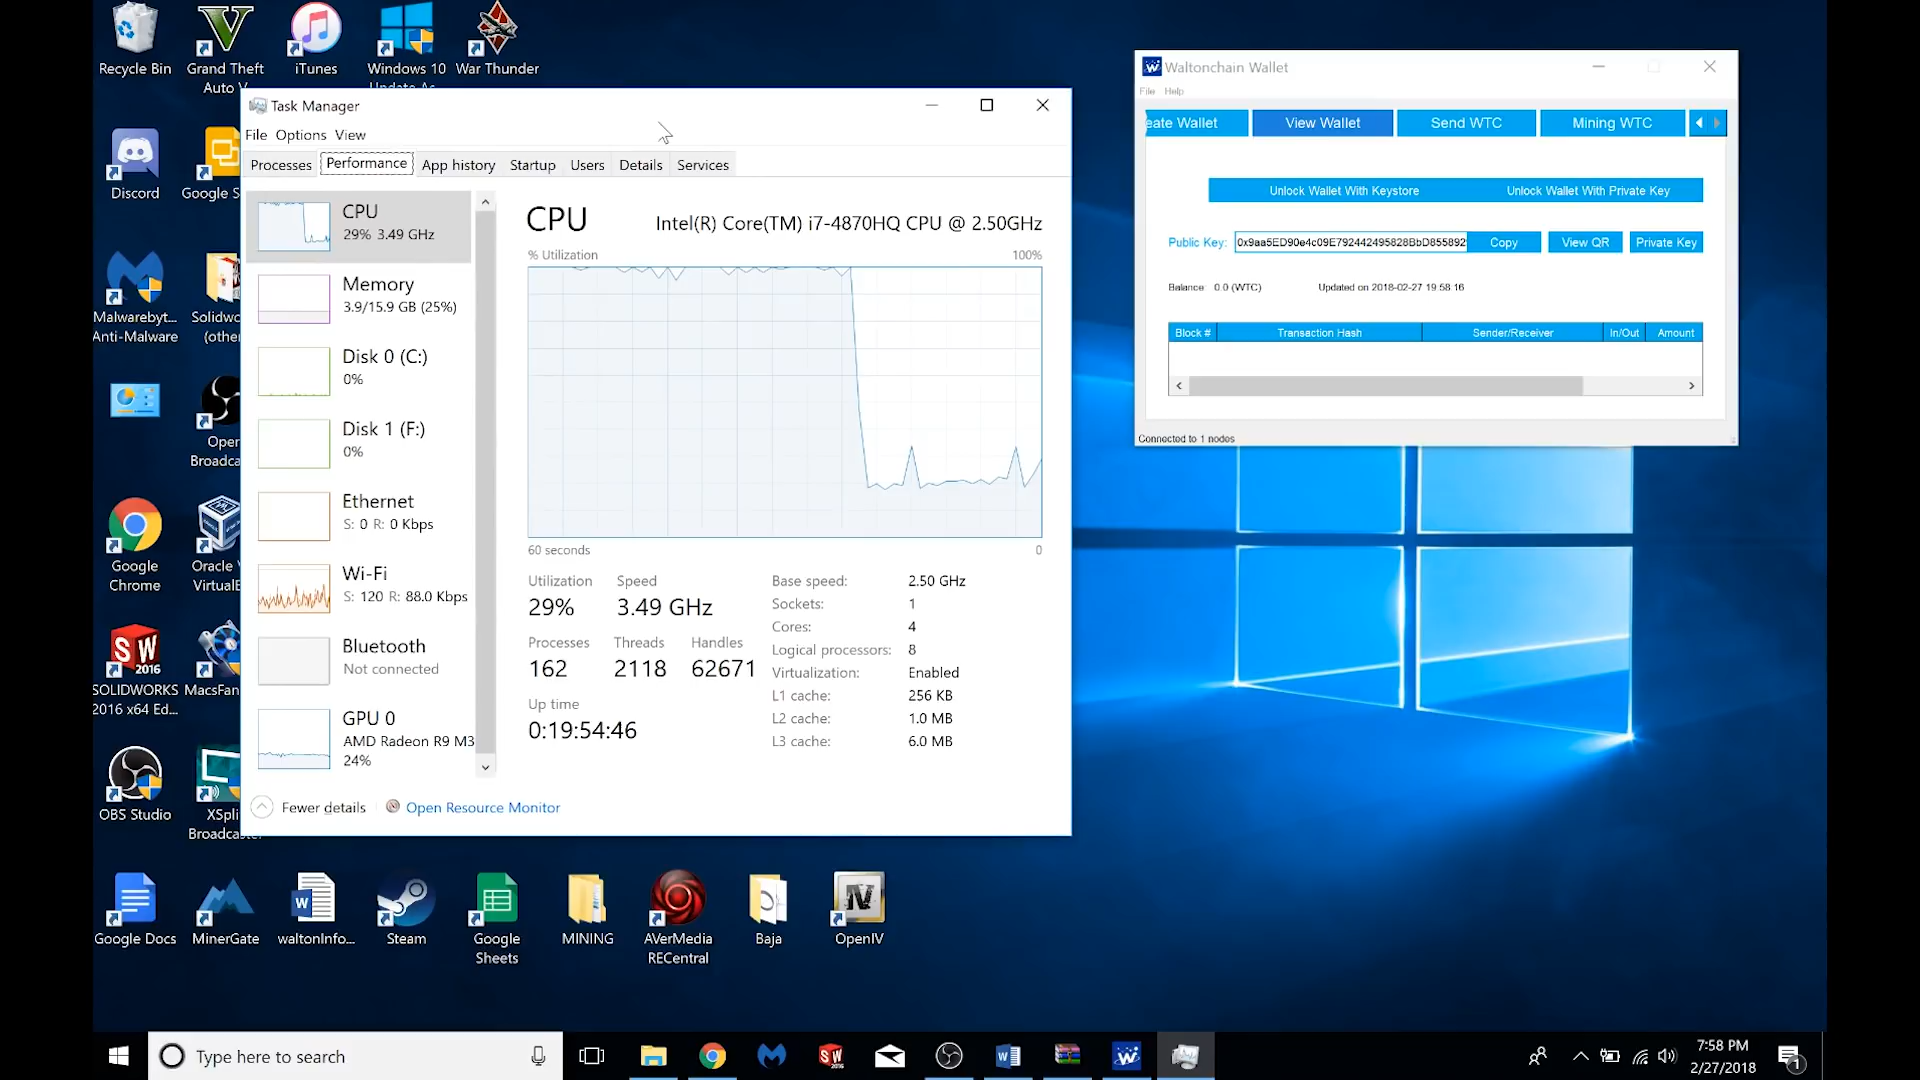 Recycle Bin
Grand Theft
Auto V
iTunes
Windows 10
Update As...
War Thunder
Discord
Google S
Malwarebyt...
Anti-Malware
Solidwo
(othe
Open
Broadca
Google
Chrome
Oracle
VirtualB
SW
2016
SOLIDWORKS
2016 x64 Ed...
MacsFan
OBS Studio
XSpli
Broadcaster
Google Docs
MinerGate
waltonInfo...
Steam
Google
Sheets
MINING
AVerMedia
RECentral
Baja
OpenIV
Task Manager
File Options View
Processes Performance App history Startup Users Details Services
CPU
29% 3.49 GHz
Memory
3.9/15.9 GB (25%)
Disk 0 (C:)
0%
Disk 1 (F:)
0%
Ethernet
S: 0 R: 0 Kbps
Wi-Fi
S: 120 R: 88.0 Kbps
Bluetooth
Not connected
GPU 0
AMD Radeon R9 M3
24%
CPU Intel(R) Core(TM) i7-4870HQ CPU @ 2.50GHz
% Utilization 100%
60 seconds 0
Utilization Speed
29% 3.49 GHz
Processes Threads Handles
162 2118 62671
Up time
0:19:54:46
Base speed: 2.50 GHz
Sockets: 1
Cores: 4
Logical processors: 8
Virtualization: Enabled
L1 cache: 256 KB
L2 cache: 1.0 MB
L3 cache: 6.0 MB
Fewer details Open Resource Monitor
Waltonchain Wallet
File Help
eate Wallet View Wallet Send WTC Mining WTC
Unlock Wallet With Keystore Unlock Wallet With Private Key
Public Key: 0x9aa5ED90e4c09E792442495828BbD855892 Copy View QR Private Key
Balance 0.0 (WTC) Updated on 2018-02-27 19 58 16
Block # Transaction Hash Sender/Receiver In/Out Amount
Connected to 1 nodes
Type here to search
7:58 PM
2/27/2018
1